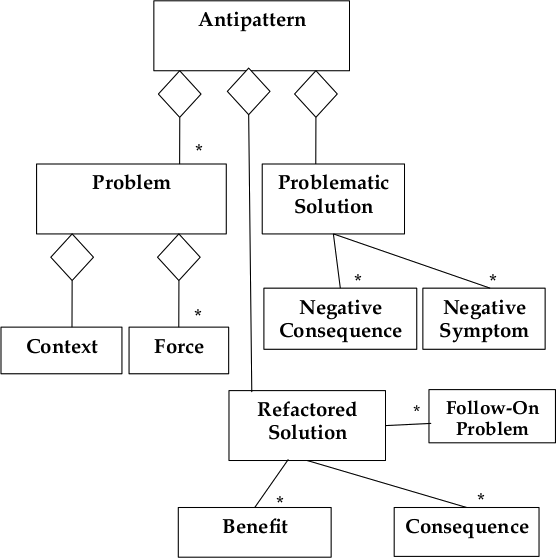 Antipattern
*
Problem
Problematic
Solution
*
*
*
Negative
Consequence
Negative
Symptom
Context
Force
Refactored
Solution
*
Follow-On
Problem
*
*
Benefit
Consequence